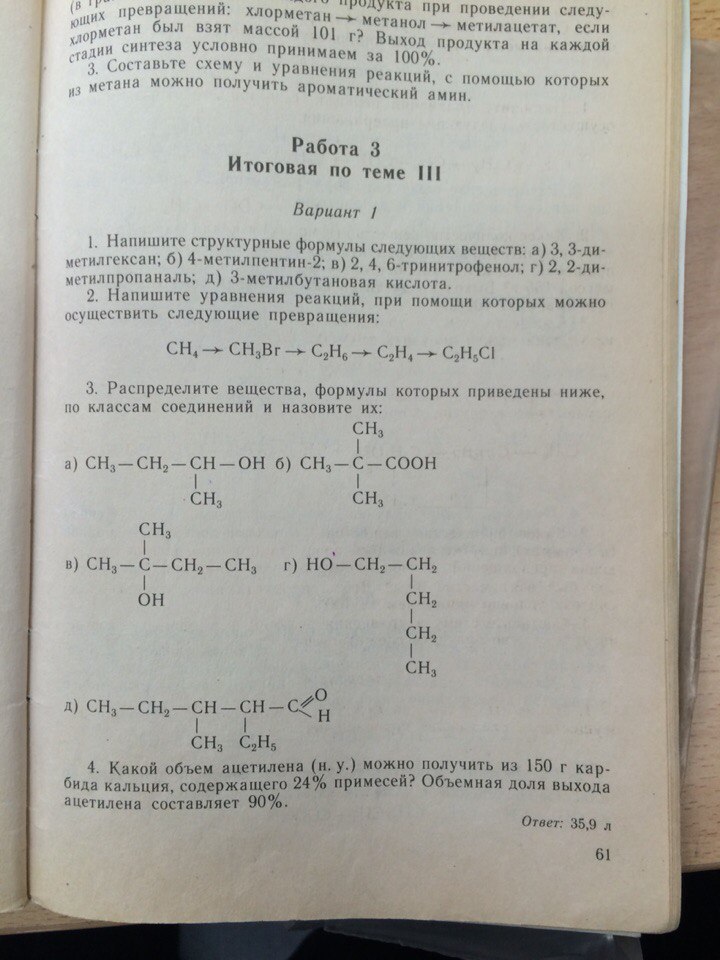 продукта при проведении следу-
ющих превращений: хлорметан → метанол → метилацетат, если
хлорметан был взят массой 101 г? Выход продукта на каждой
стадии синтеза условно принимаем за 100%.
3. Составьте схему и уравнения реакций, с помощью которых
из метана можно получить ароматический амин.
Работа 3
Итоговая по теме III
Вариант 1
1. Напишите структурные формулы следующих веществ: а) 3, 3-ди-
метилгексан; б) 4-метилпентин-2; в) 2, 4, 6-тринитрофенол; г) 2, 2-ди-
метилпропаналь; д) 3-метилбутановая кислота.
2. Напишите уравнения реакций, при помощи которых можно
осуществить следующие превращения:
CH₄ → CH₃Br → C₂H₆ → C₂H₄ → C₂H₅Cl
3. Распределите вещества, формулы которых приведены ниже,
по классам соединений и назовите их:
CH₃
|
а) CH₃—CH₂—CH—OH б) CH₃—C—COOH
| |
CH₃ CH₃
CH₃
|
в) CH₃—C—CH₂—CH₃ г) HO—CH₂—CH₂
| |
OH CH₂
|
CH₂
|
CH₃
O
д) CH₃—CH₂—CH—CH—C
H
| |
CH₃ C₂H₅
4. Какой объем ацетилена (н. у.) можно получить из 150 г кар-
бида кальция, содержащего 24% примесей? Объемная доля выхода
ацетилена составляет 90%.
Ответ: 35,9 л
61